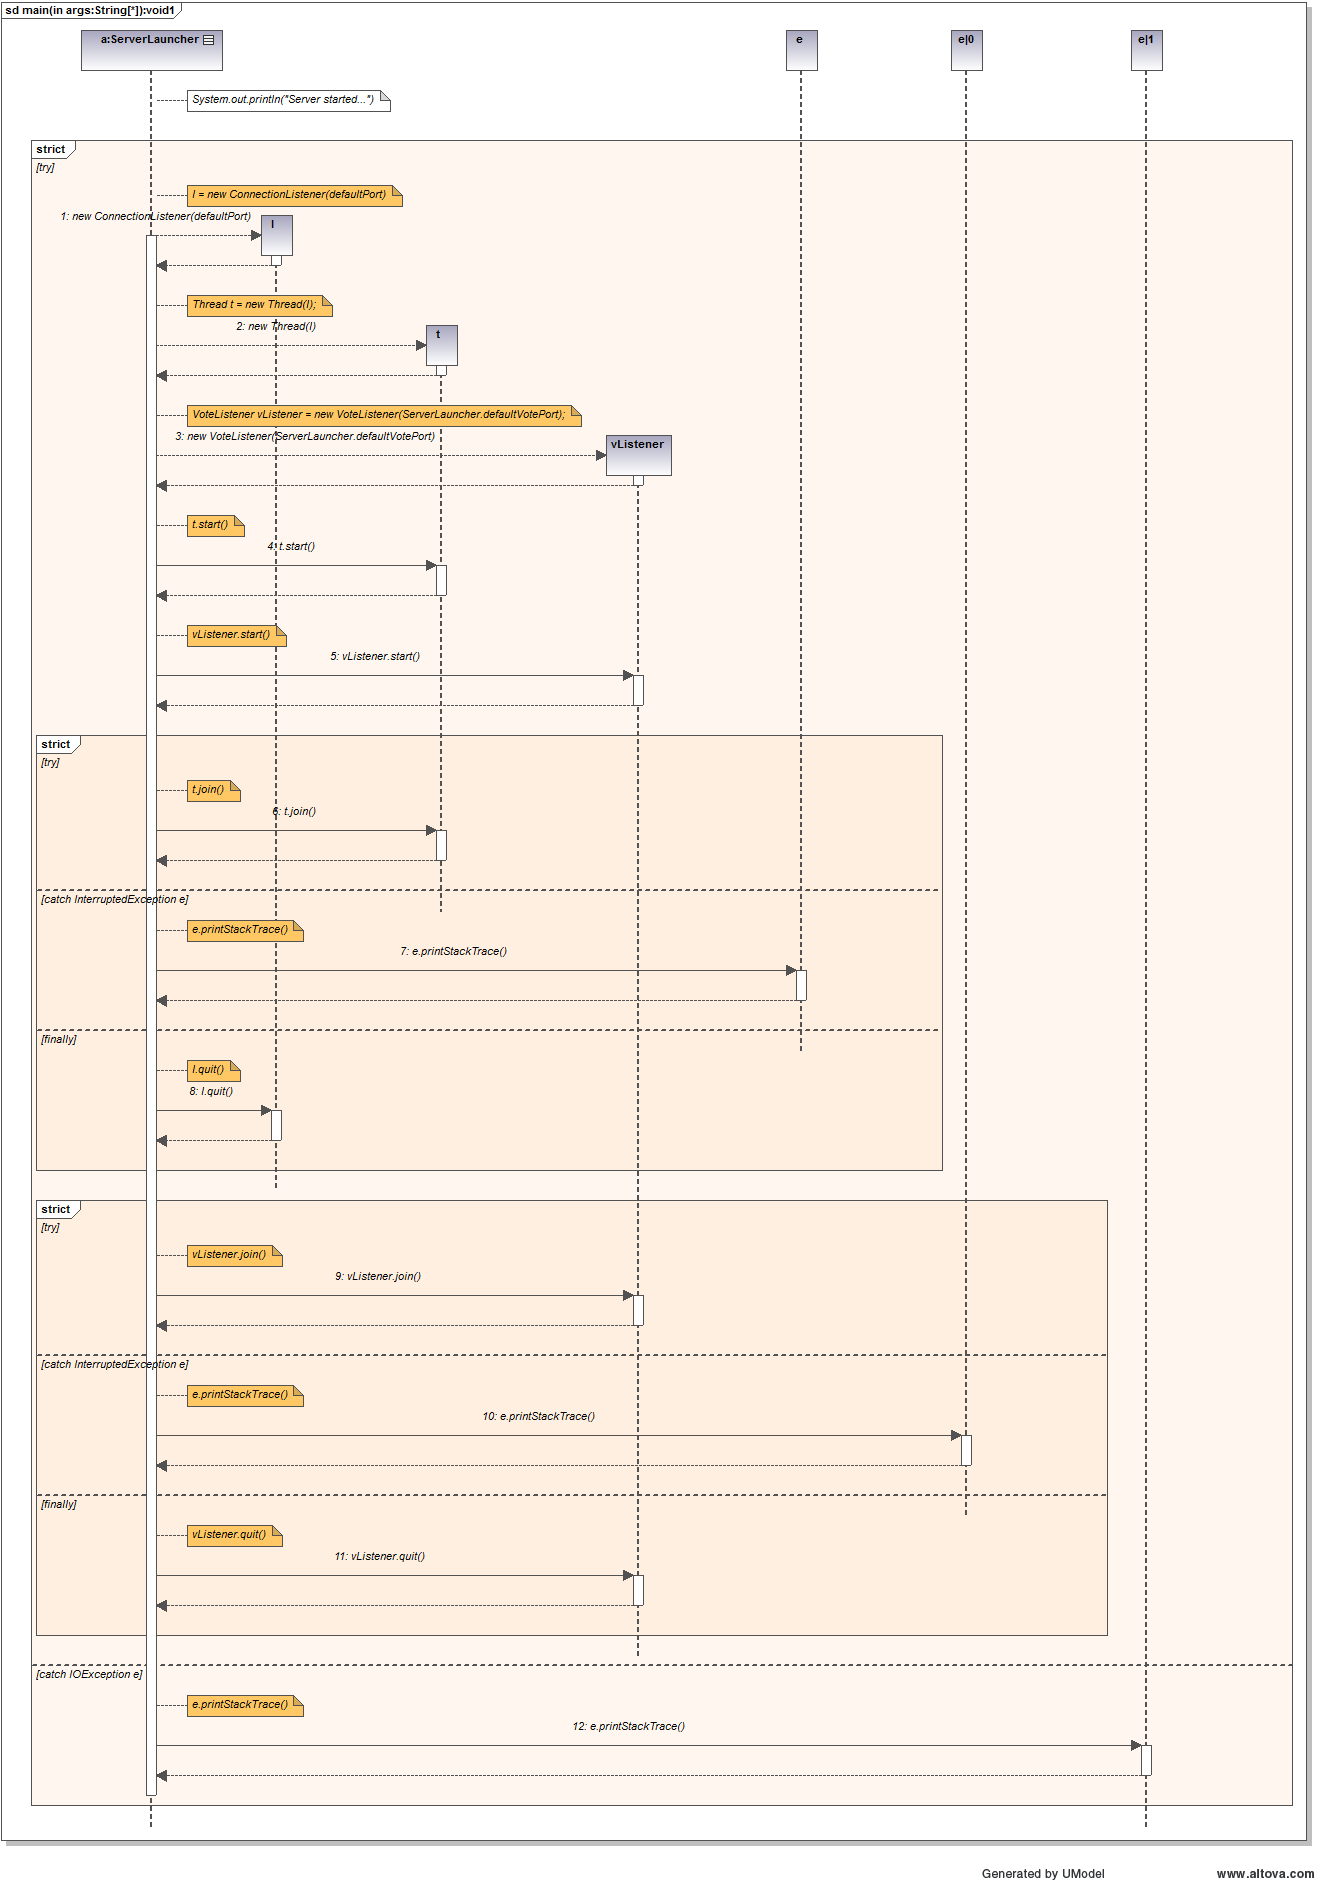 sd main(in args:String[*]):void1
a:ServerLauncher
e
e|0
e|1
System.out.println("Server started...")
strict
[try]
l = new ConnectionListener(defaultPort)
1: new ConnectionListener(defaultPort)
l
Thread t = new Thread(l);
2: new Thread(l)
t
VoteListener vListener = new VoteListener(ServerLauncher.defaultVotePort);
3: new VoteListener(ServerLauncher.defaultVotePort)
vListener
t.start()
4: t.start()
vListener.start()
5: vListener.start()
strict
[try]
t.join()
6: t.join()
[catch InterruptedException e]
e.printStackTrace()
7: e.printStackTrace()
[finally]
l.quit()
8: l.quit()
strict
[try]
vListener.join()
9: vListener.join()
[catch InterruptedException e]
e.printStackTrace()
10: e.printStackTrace()
[finally]
vListener.quit()
11: vListener.quit()
[catch IOException e]
e.printStackTrace()
12: e.printStackTrace()
Generated by UModel
www.altova.com